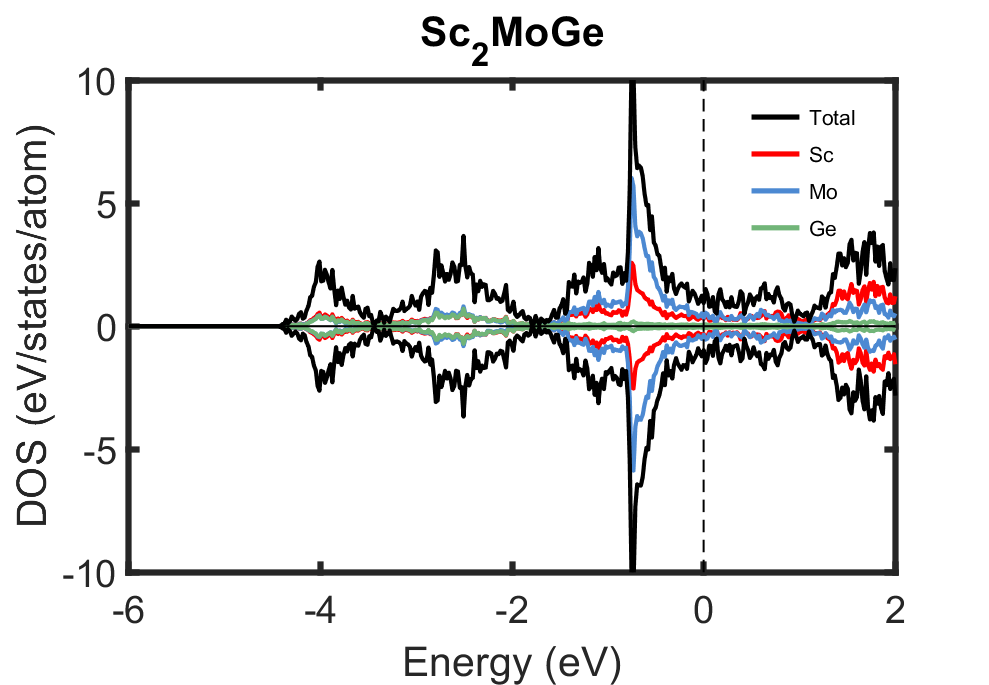 Sc2MoGe
DOS (eV/states/atom)
10
5
0
-5
-10
Total
Sc
Mo
Ge
-6 -4 -2 0 2
Energy (eV)